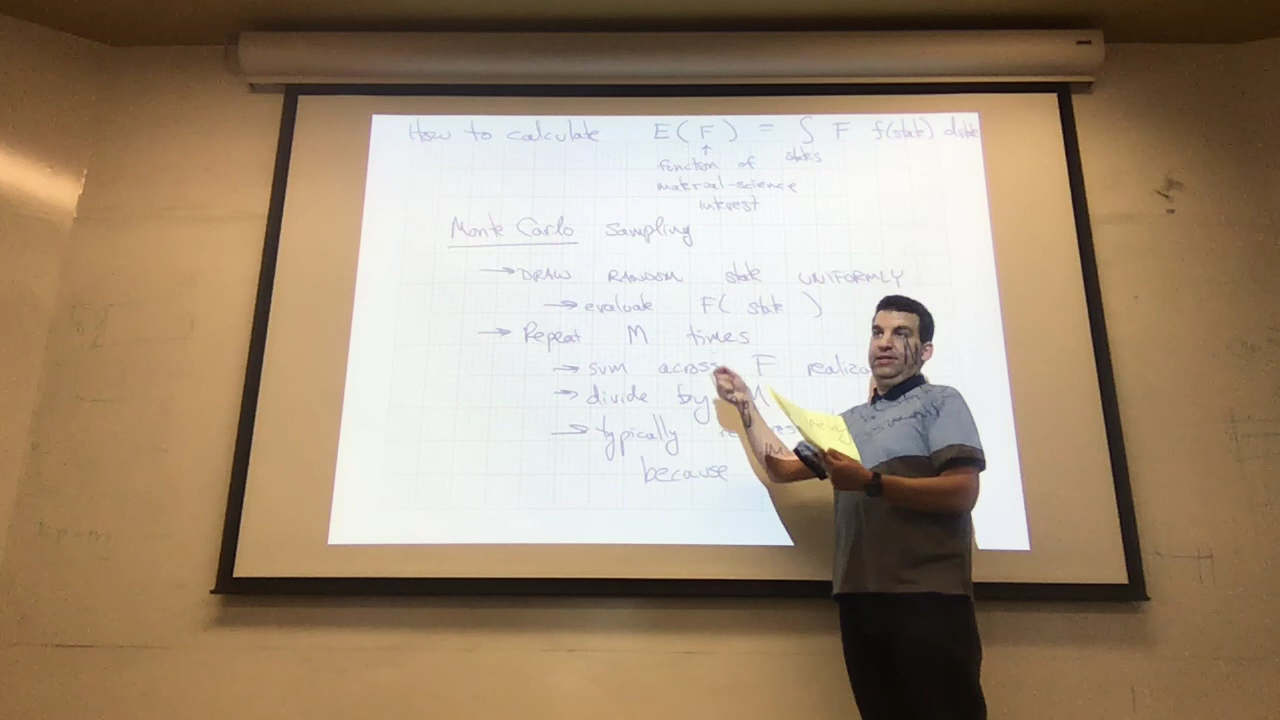 How to calculate E(F) = ∫ F f(state) dstate
↑
function of states
material-science
interest
Monte Carlo sampling
→ DRAW RANDOM state UNIFORMLY
→ evaluate F( state )
→ Repeat M times
→ sum across F realiza
→ divide by M
→ typically
because